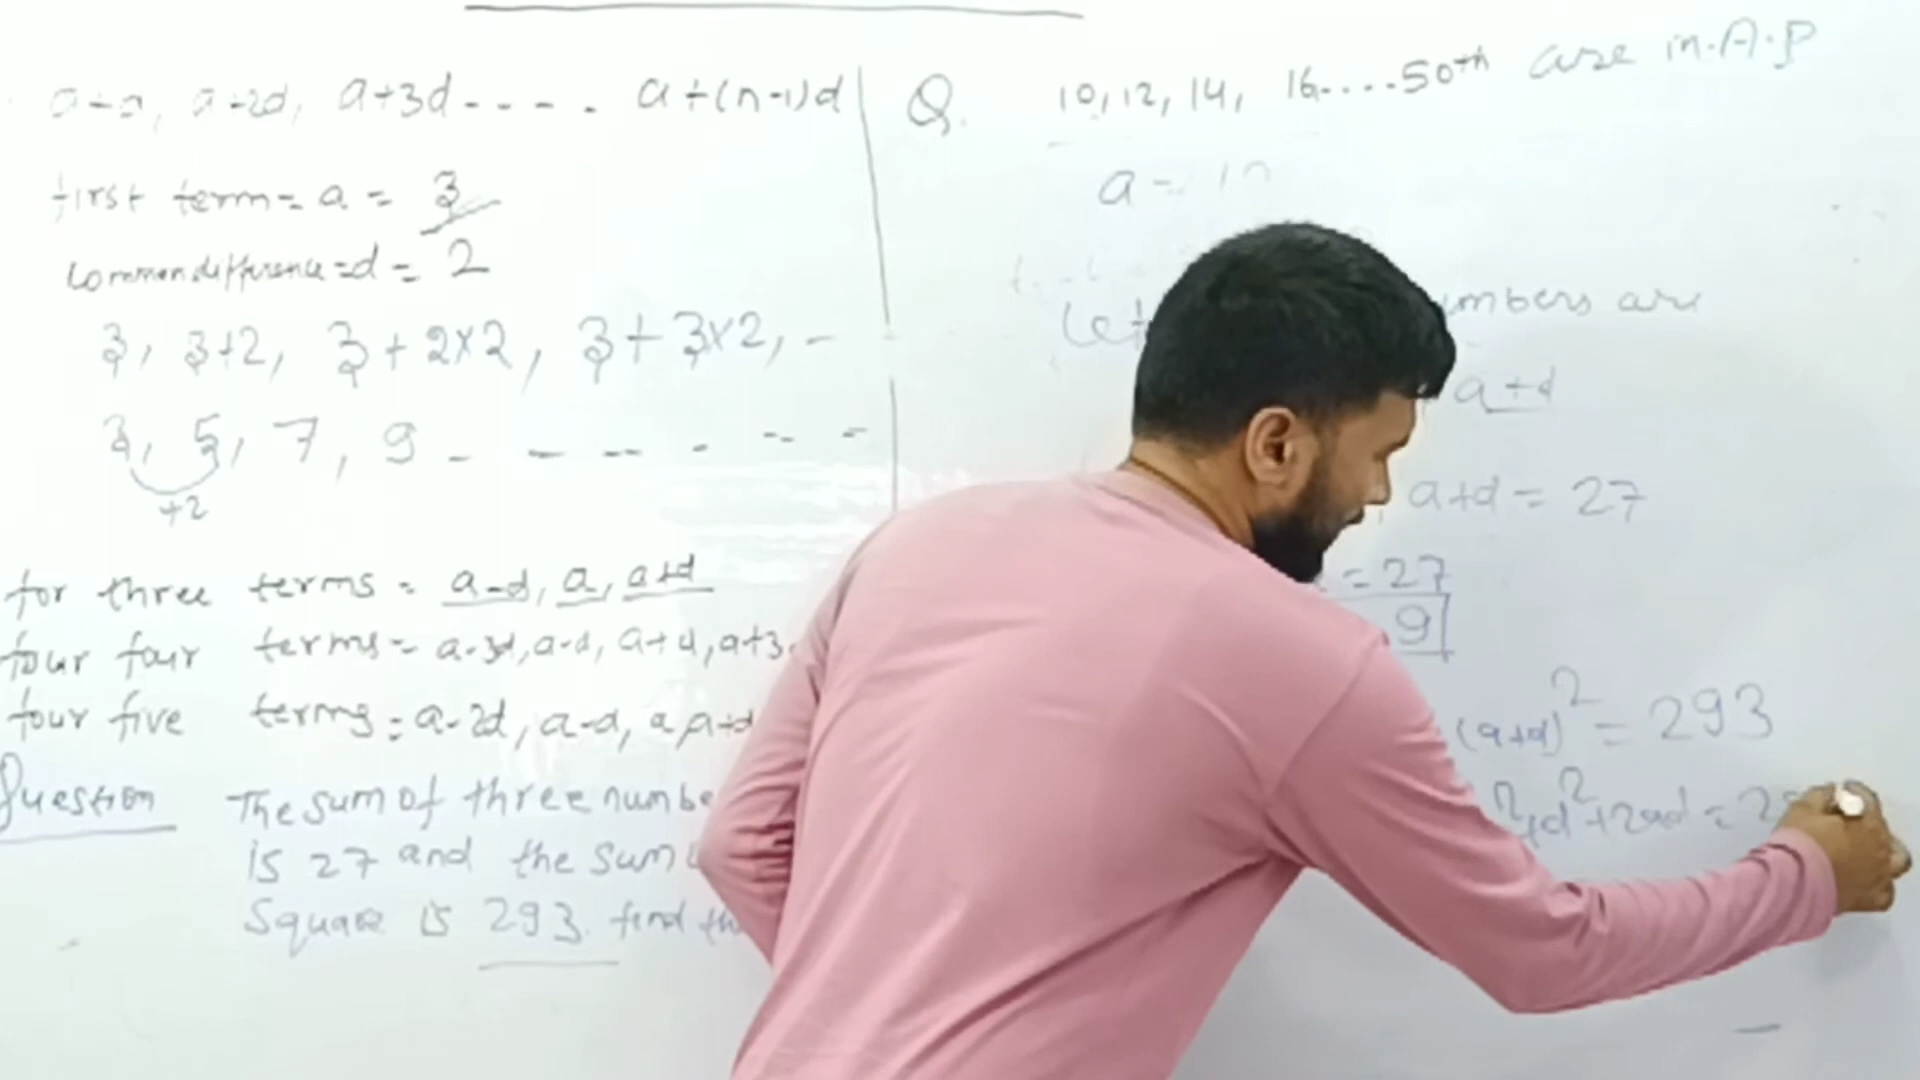 a+d, a+2d, a+3d - - - - . a+(n-1)d
first term = a = 3
common difference = d = 2
3, 3+2, 3+2×2, 3+3×2, -
3, 5, 7, 9 - - - - - -
+2
for three terms = a-d, a, a+d
four four terms = a-3d, a-d, a+d, a+3
four five terms = a-2d, a-d, a, a+d
Question The sum of three numbe
is 27 and the sum
Square is 293. find th
Q. 10, 12, 14, 16....50th are in A.P
a = 10
Let umbers are
a+d
a+d = 27
= 27
9
(a+d)² = 293
²+d²+2ad = 2